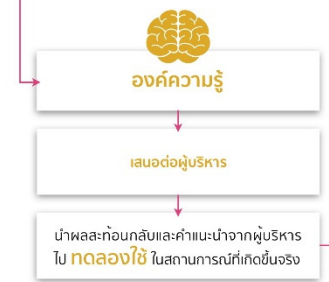 องค์ความรู้
เสนอต่อผู้บริหาร
นำผลสะท้อนกลับและคำแนะนำจากผู้บริหาร
ไป ทดลองใช้ ในสถานการณ์ที่เกิดขึ้นจริง